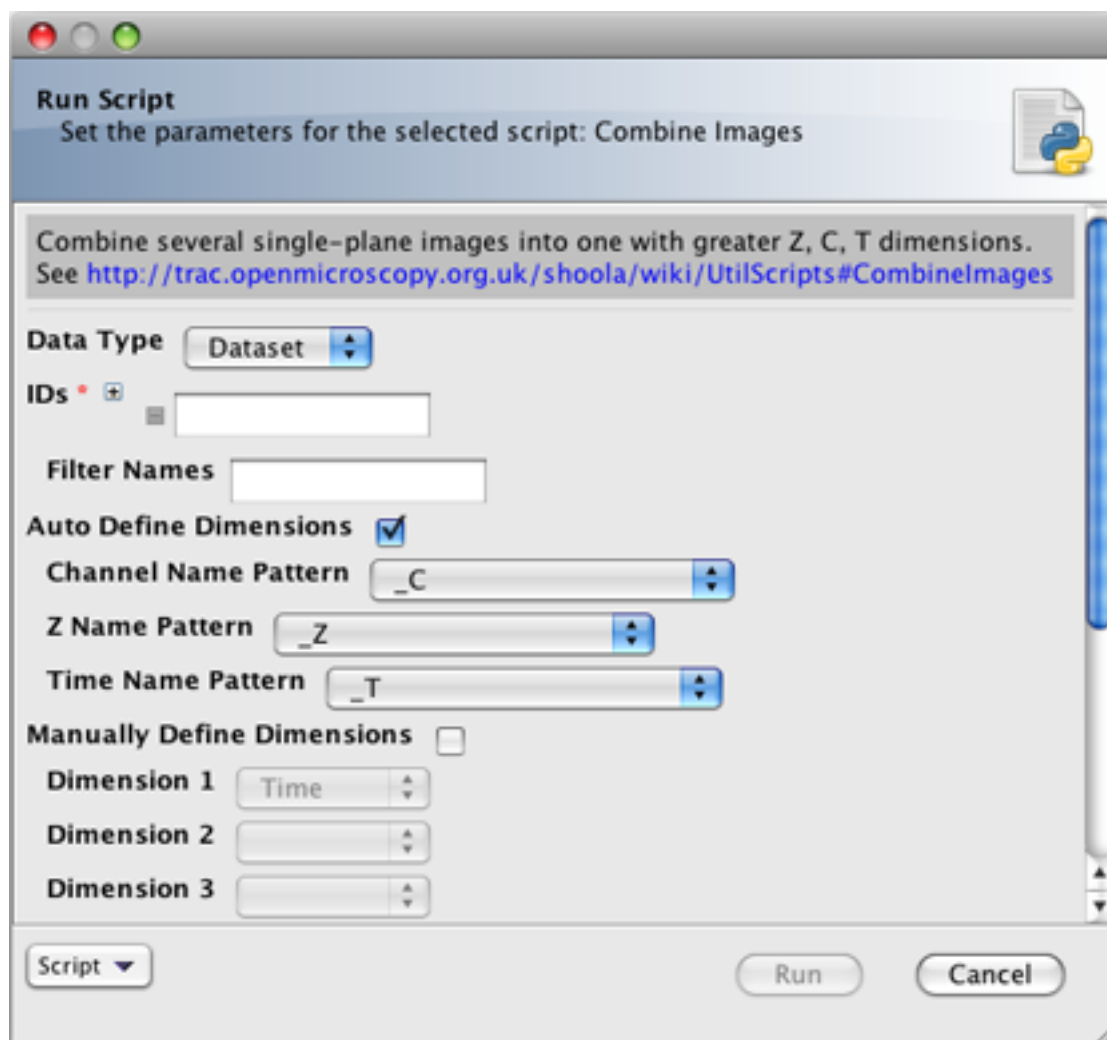 Run Script
Set the parameters for the selected script: Combine Images
Combine several single-plane images into one with greater Z, C, T dimensions.
See http://trac.openmicroscopy.org.uk/shoola/wiki/UtilScripts#CombineImages
Data Type Dataset
IDs *
Filter Names
Auto Define Dimensions
Channel Name Pattern _C
Z Name Pattern _Z
Time Name Pattern _T
Manually Define Dimensions
Dimension 1 Time
Dimension 2
Dimension 3
Script Run Cancel